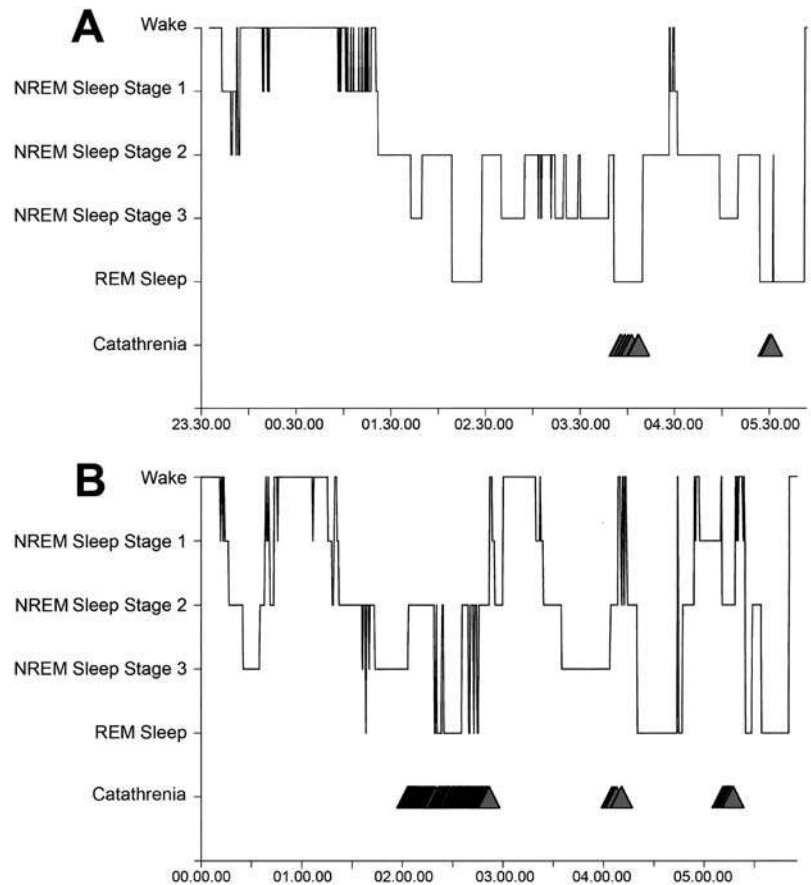 A
Wake
NREM Sleep Stage 1
NREM Sleep Stage 2
NREM Sleep Stage 3
REM Sleep
Catathrenia
23.30.00 00.30.00 01.30.00 02.30.00 03.30.00 04.30.00 05.30.00
B
Wake
NREM Sleep Stage 1
NREM Sleep Stage 2
NREM Sleep Stage 3
REM Sleep
Catathrenia
00.00.00 01.00.00 02.00.00 03.00.00 04.00.00 05.00.00